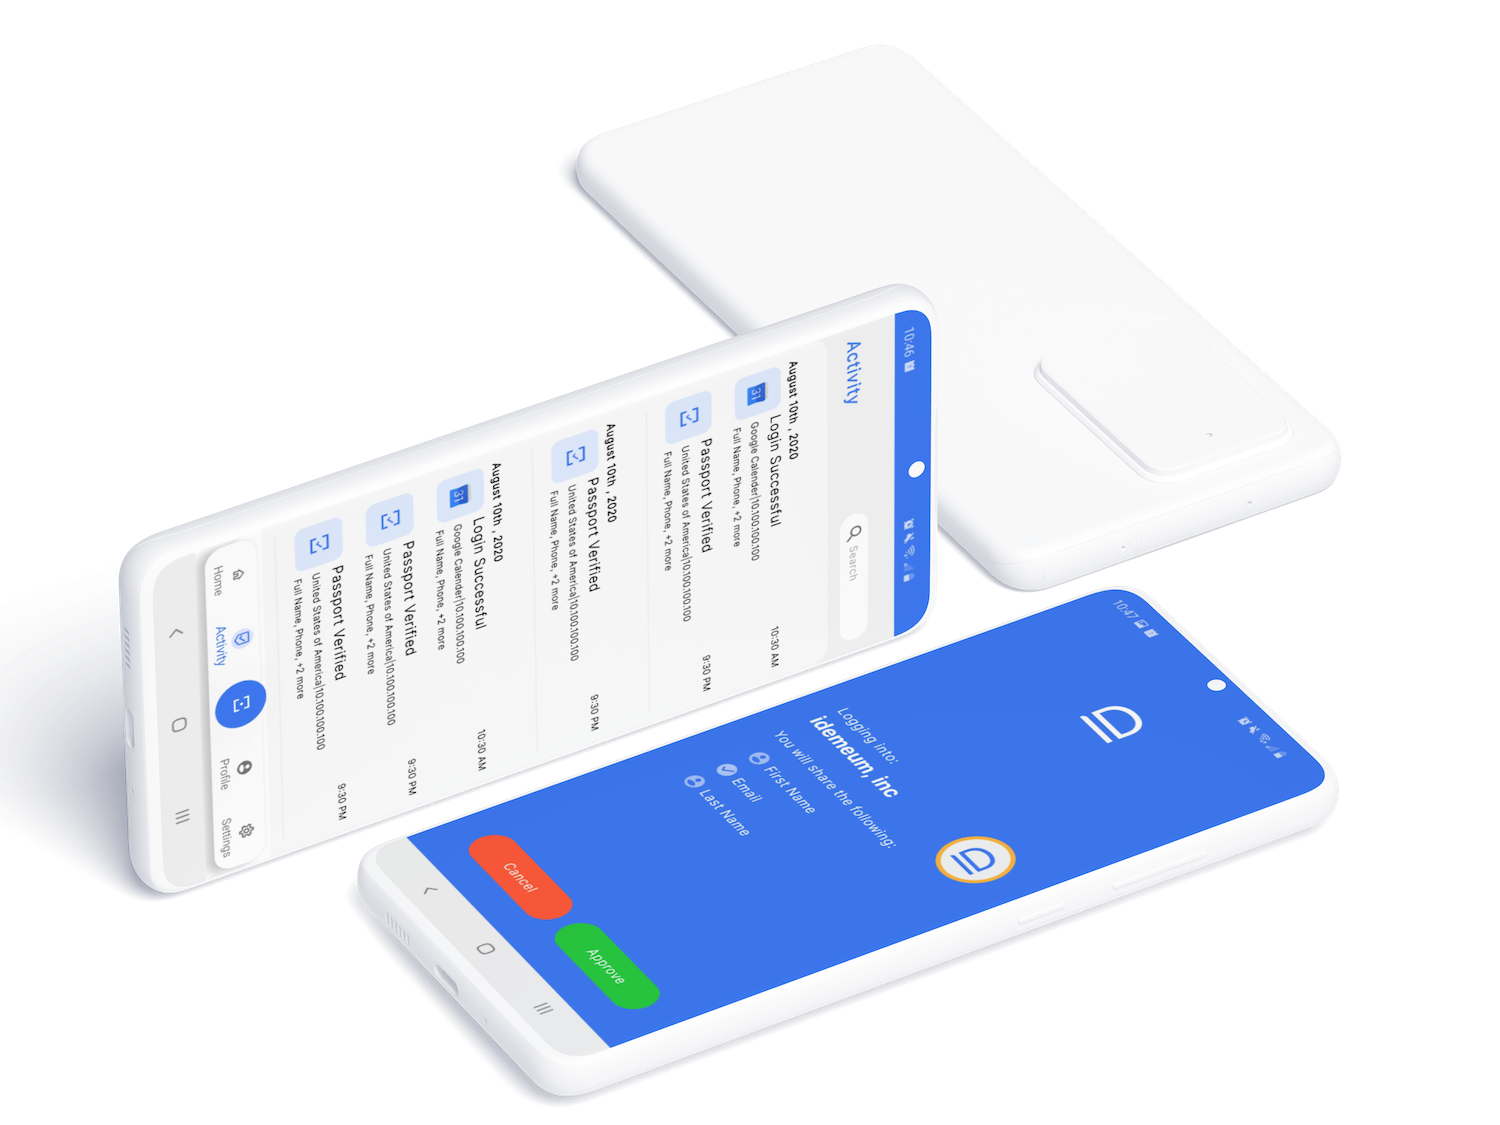 10:46
Activity
Search
August 10th , 2020
Login Successful
10:30 AM
Google Calender|10.100.100.100
Full Name, Phone, +2 more
Passport Verified
9:30 PM
United States of America|10.100.100.100
Full Name, Phone, +2 more
August 10th , 2020
Passport Verified
9:30 PM
United States of America|10.100.100.100
Full Name, Phone, +2 more
August 10th , 2020
Login Successful
10:30 AM
Google Calender|10.100.100.100
Full Name, Phone, +2 more
Passport Verified
9:30 PM
United States of America|10.100.100.100
Full Name, Phone, +2 more
Passport Verified
9:30 PM
United States of America|10.100.100.100
Full Name, Phone, +2 more
Home
Activity
Profile
Settings
10:47
ID
ID
Logging into:
idemeum, inc
You will share the following:
First Name
Email
Last Name
Cancel
Approve